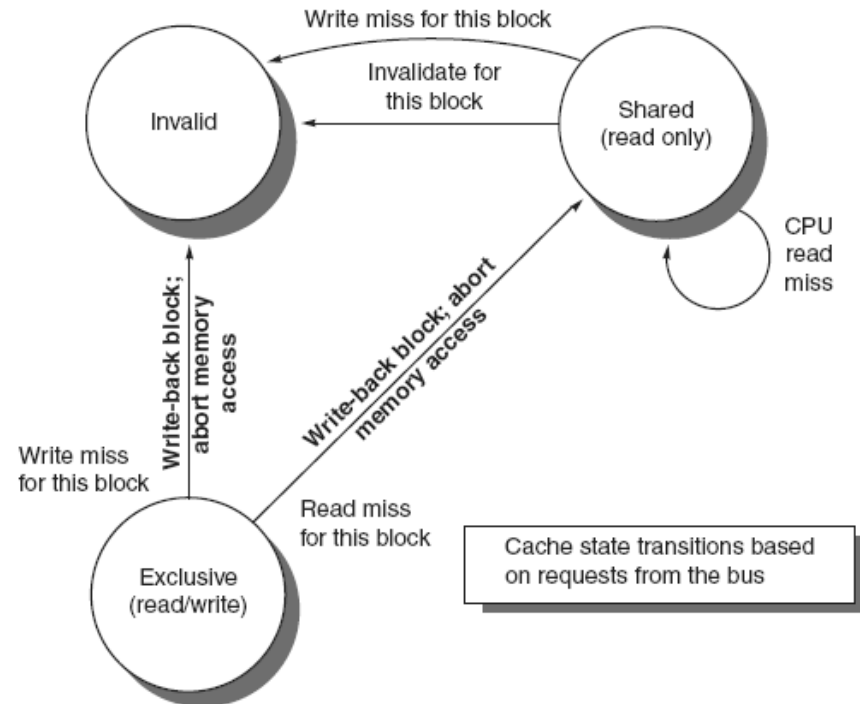 Write miss for this block
Invalidate for
this block
Invalid
Shared
(read only)
CPU
read
miss
Write-back block;
abort memory
access
Write-back block; abort
memory access
Write miss
for this block
Read miss
for this block
Exclusive
(read/write)
Cache state transitions based
on requests from the bus